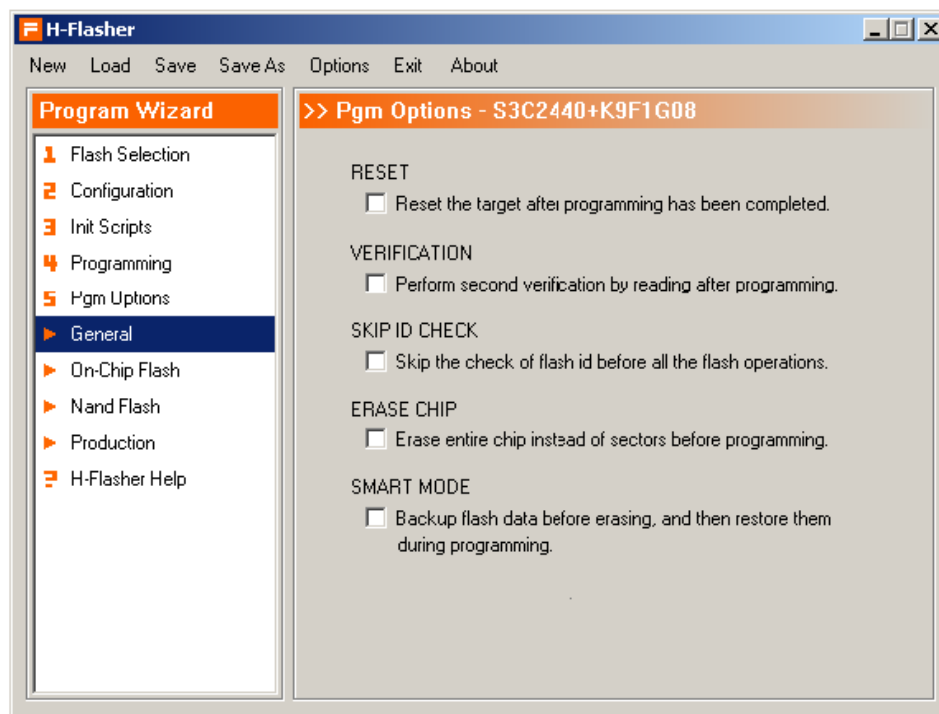 H-Flasher
New Load Save Save As Options Exit About
Program Wizard
1 Flash Selection
2 Configuration
3 Init Scripts
4 Programming
5 Pgm Options
General
On-Chip Flash
Nand Flash
Production
? H-Flasher Help
>> Pgm Options - S3C2440+K9F1G08
RESET
Reset the target after programming has been completed.
VERIFICATION
Perform second verification by reading after programming.
SKIP ID CHECK
Skip the check of flash id before all the flash operations.
ERASE CHIP
Erase entire chip instead of sectors before programming.
SMART MODE
Backup flash data before erasing, and then restore them
during programming.